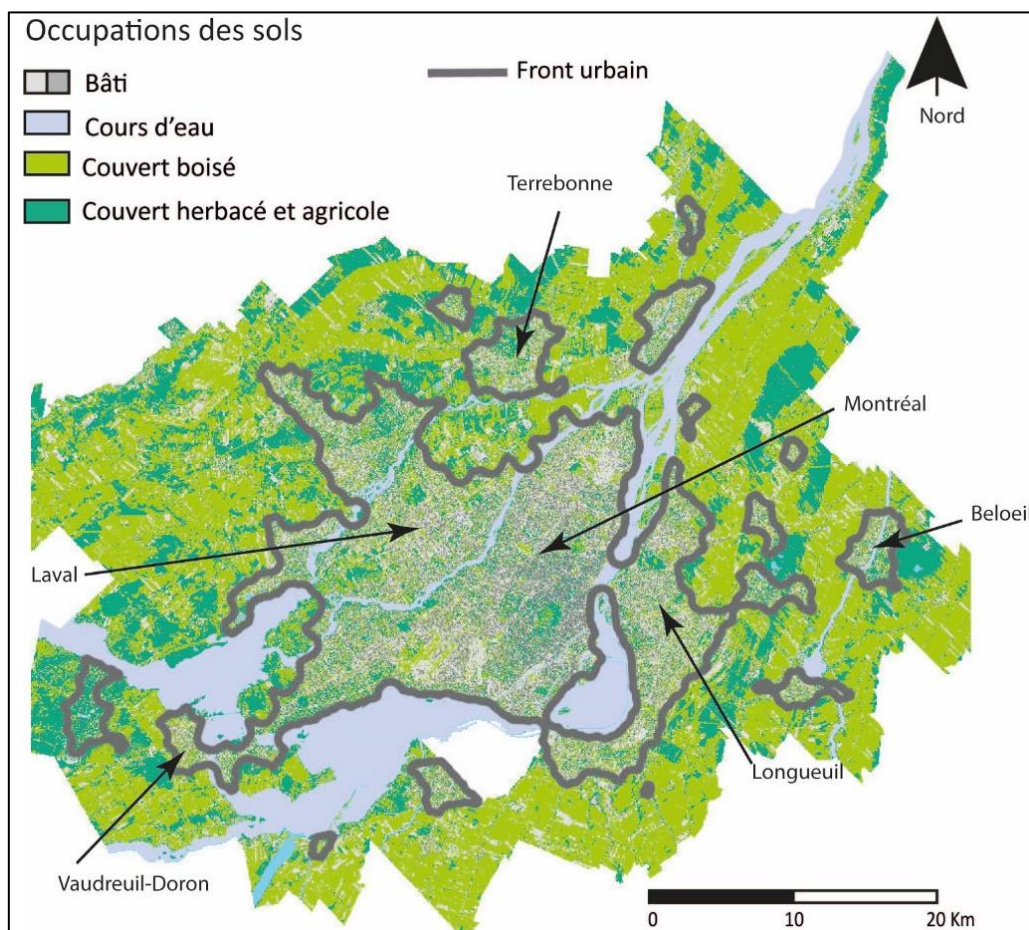 Occupations des sols
Bâti
Front urbain
Cours d'eau
Nord
Couvert boisé
Terrebonne
Couvert herbacé et agricole
Montréal
Beloeil
Laval
Longueuil
Vaudreuil-Doron
0 10 20 Km